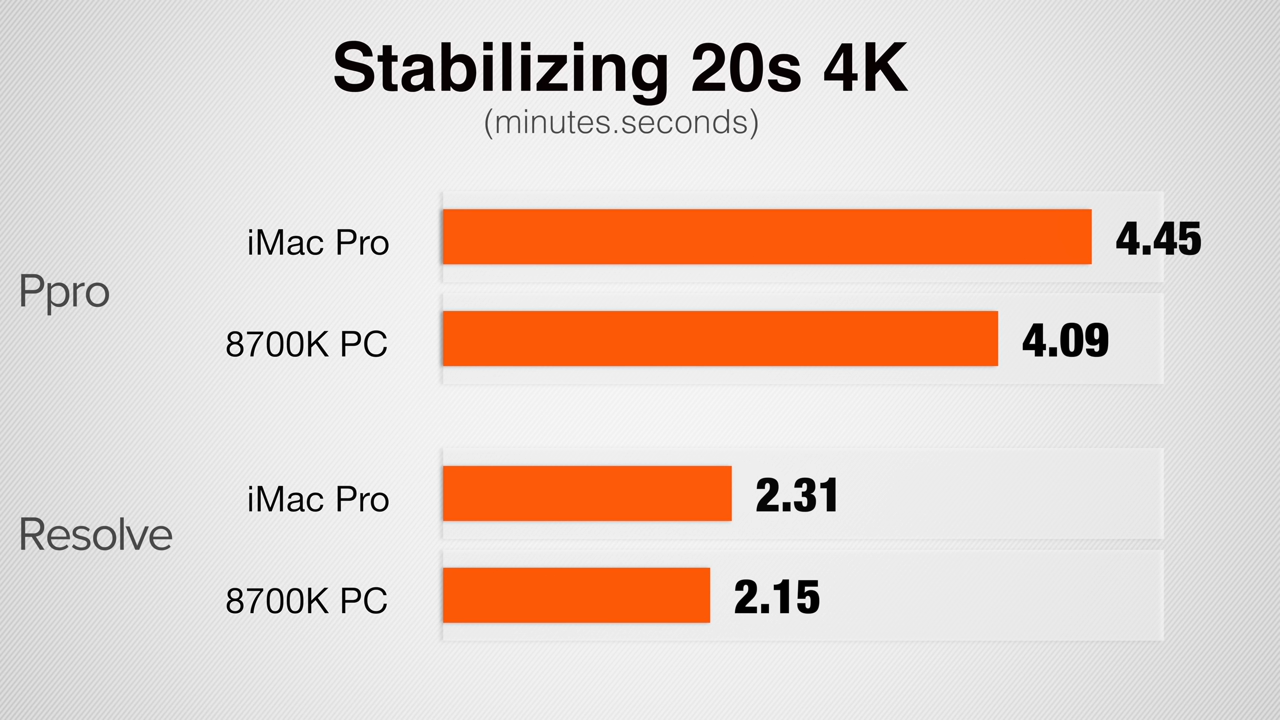 Stabilizing 20s 4K
(minutes.seconds)
Ppro
iMac Pro
4.45
8700K PC
4.09
Resolve
iMac Pro
2.31
8700K PC
2.15